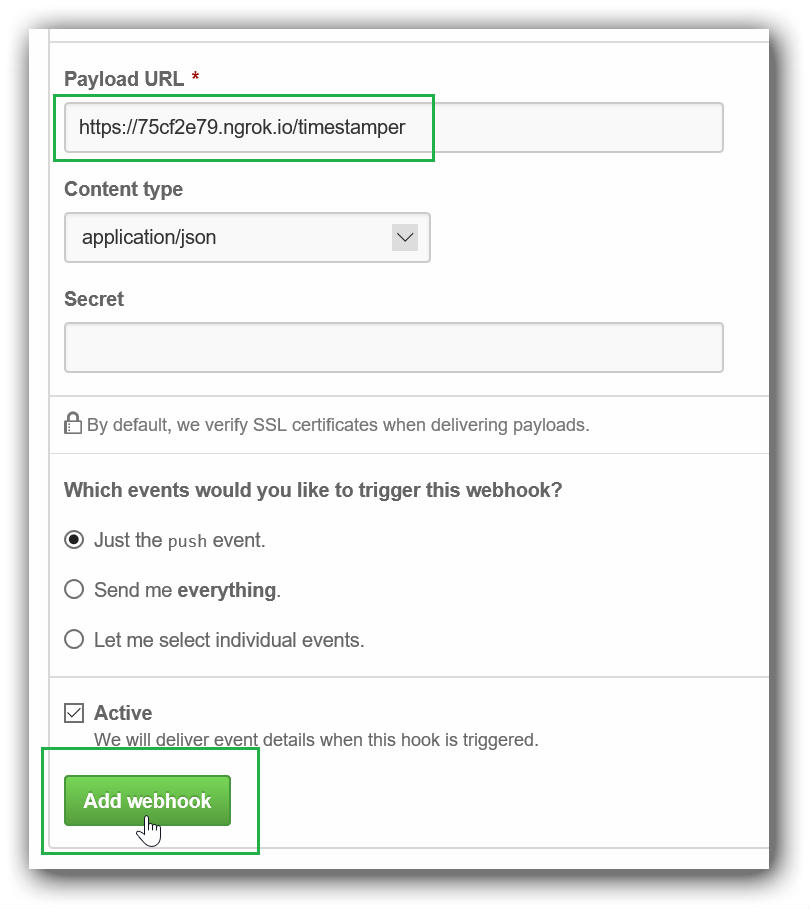 Payload URL *
https://75cf2e79.ngrok.io/timestamper
Content type
application/json
Secret
By default, we verify SSL certificates when delivering payloads.
Which events would you like to trigger this webhook?
Just the push event.
Send me everything.
Let me select individual events.
Active
We will deliver event details when this hook is triggered.
Add webhook